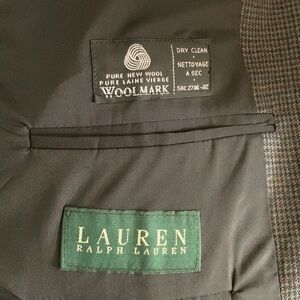 PURE NEW WOOL
PURE LAINE VIERGE
WOOLMARK
DRY CLEAN
NETTOYAGE
A SEC
LAUREN
RALPH LAUREN